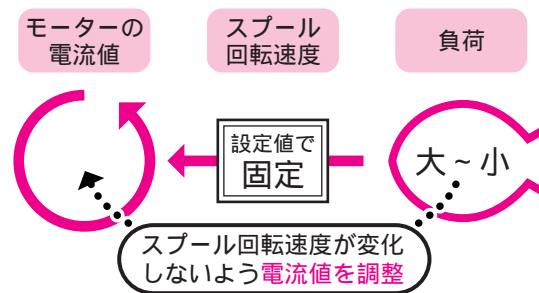 モーターの
電流値
スプール
回転速度
負荷
設定値で
固定
大~小
スプール回転速度が変化
しないよう電流値を調整